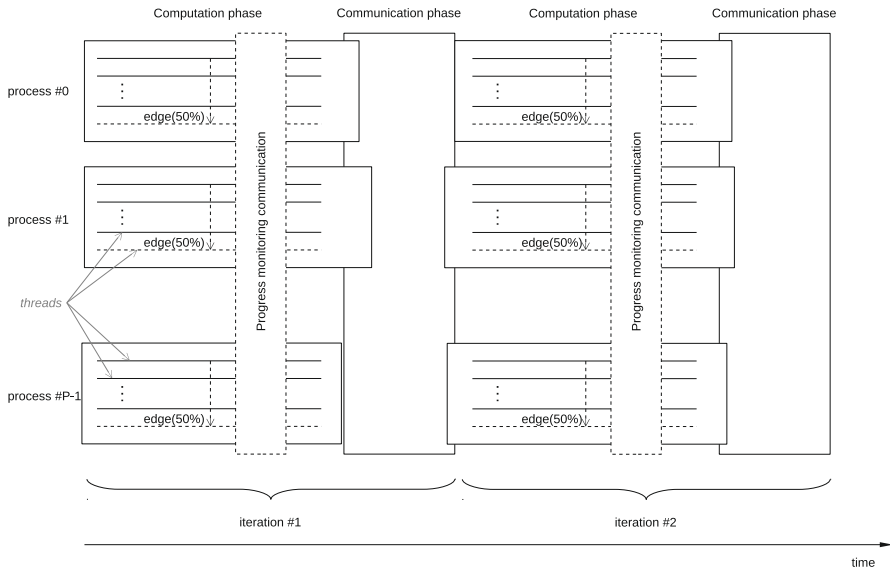 Computation phase
Communication phase
Computation phase
Communication phase
process #0
edge(50%)
edge(50%)
process #1
edge(50%)
edge(50%)
Progress monitoring communication
Progress monitoring communication
threads
process #P-1
edge(50%)
edge(50%)
iteration #1
iteration #2
time